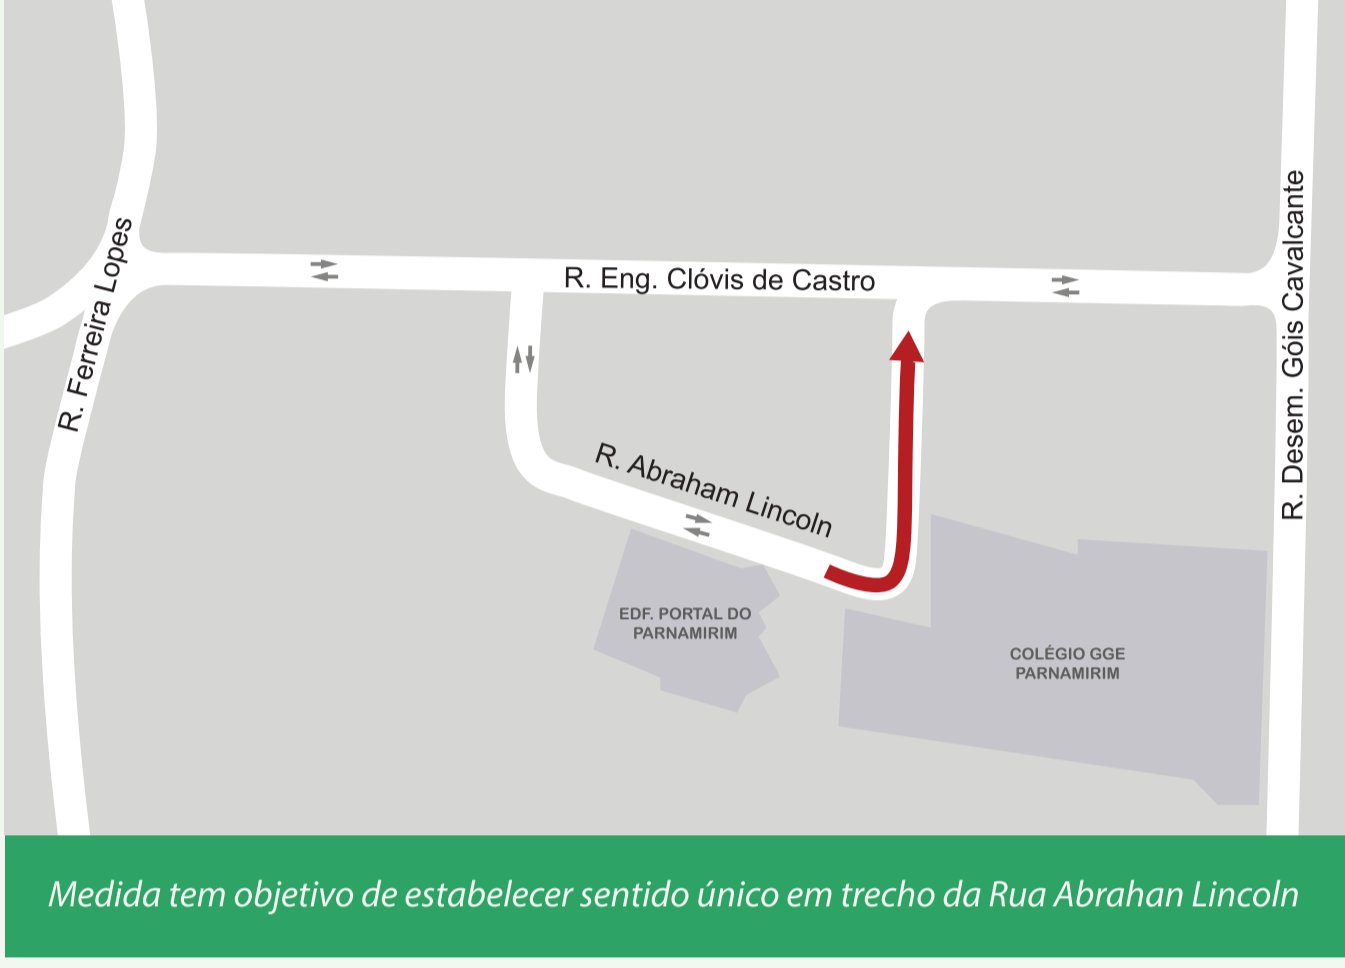 R. Ferreira Lopes
R. Eng. Clóvis de Castro
R. Desem. Góis Cavalcante
R. Abraham Lincoln
EDF. PORTAL DO
PARNAMIRIM
COLÉGIO GGE
PARNAMIRIM
Medida tem objetivo de estabelecer sentido único em trecho da Rua Abrahan Lincoln